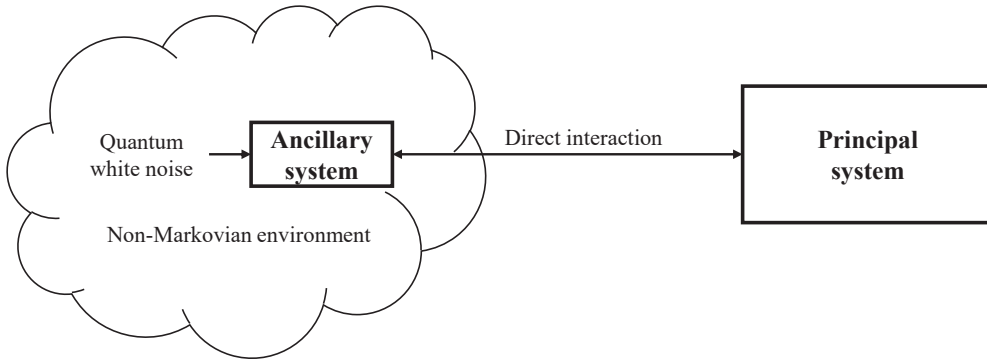 Quantum
white noise
Ancillary
system
Direct interaction
Principal
system
Non-Markovian environment